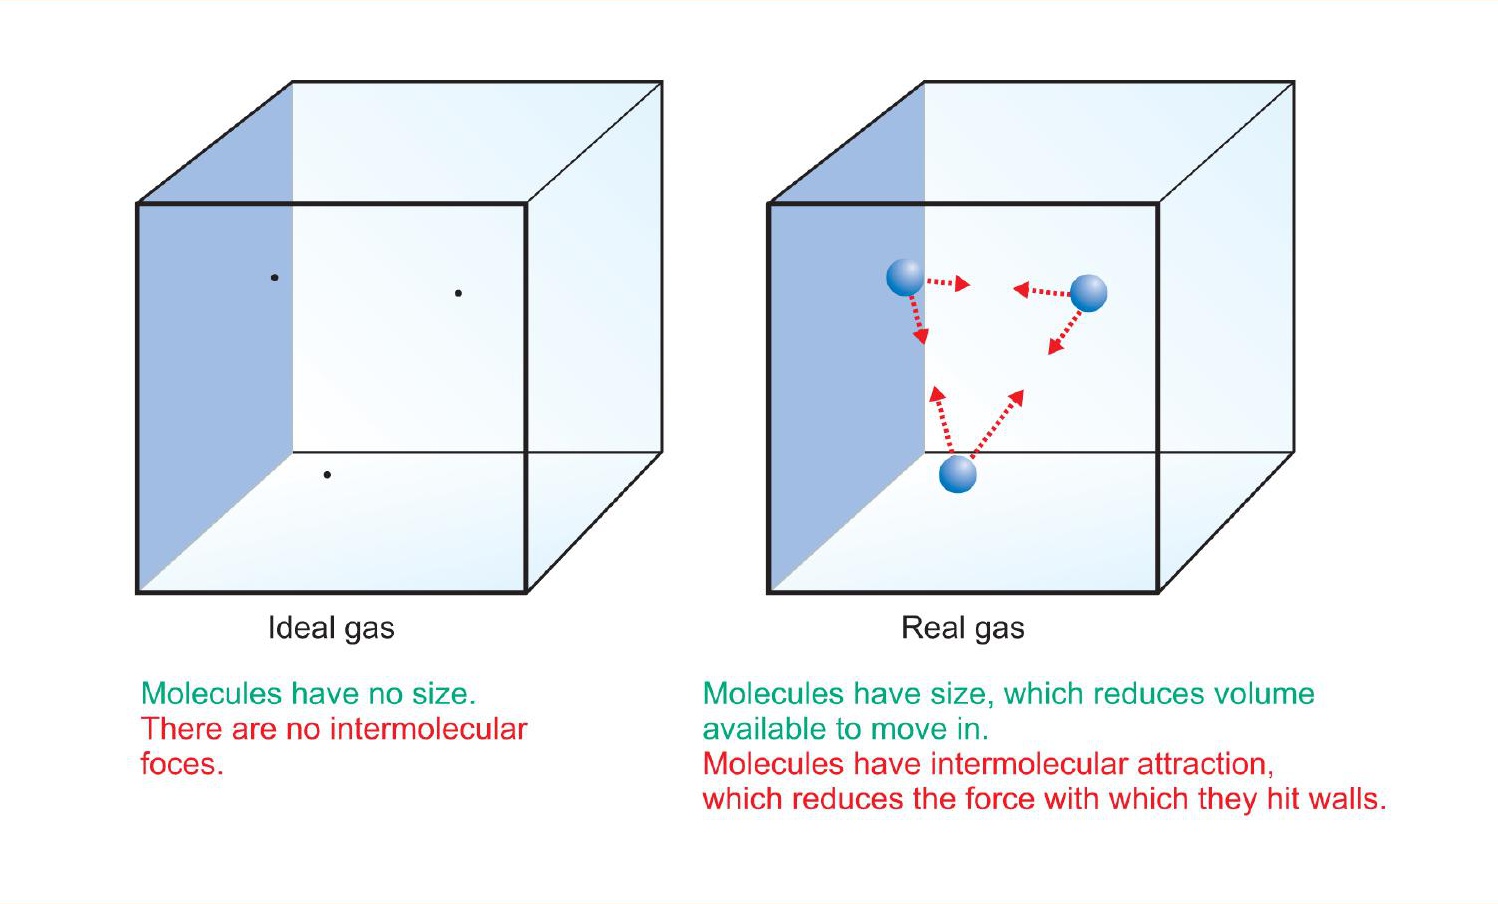 Ideal gas
Molecules have no size.
There are no intermolecular
foces.
Real gas
Molecules have size, which reduces volume
available to move in.
Molecules have intermolecular attraction,
which reduces the force with which they hit walls.